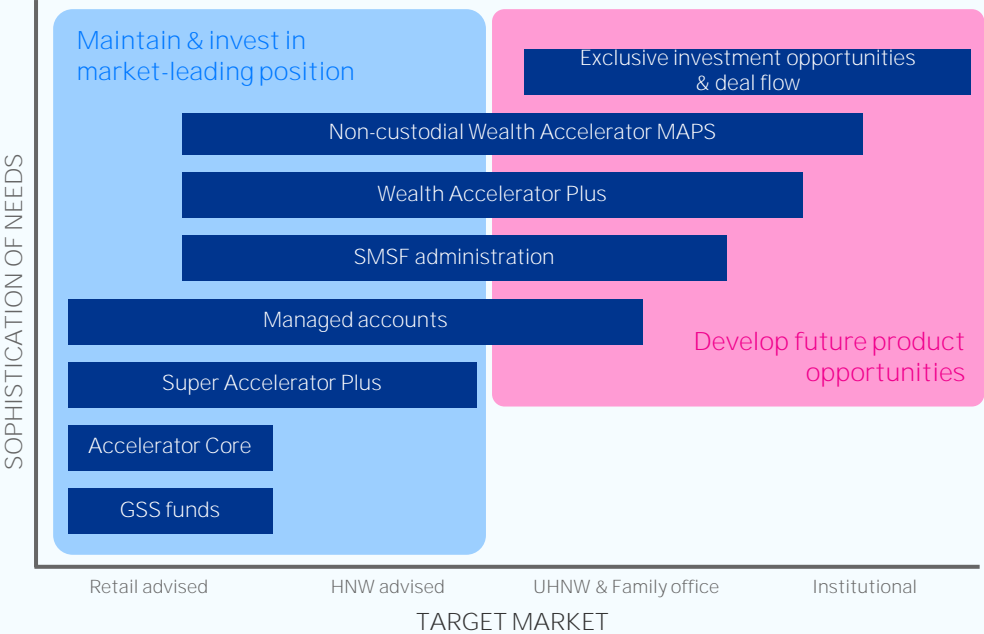 Maintain & invest in
market-leading position
Exclusive investment opportunities
& deal flow
Non-custodial Wealth Accelerator MAPS
Wealth Accelerator Plus
SMSF administration
Managed accounts
Develop future product
opportunities
Super Accelerator Plus
Accelerator Core
GSS funds
SOPHISTICATION OF NEEDS
Retail advised
HNW advised
UHNW & Family office
Institutional
TARGET MARKET